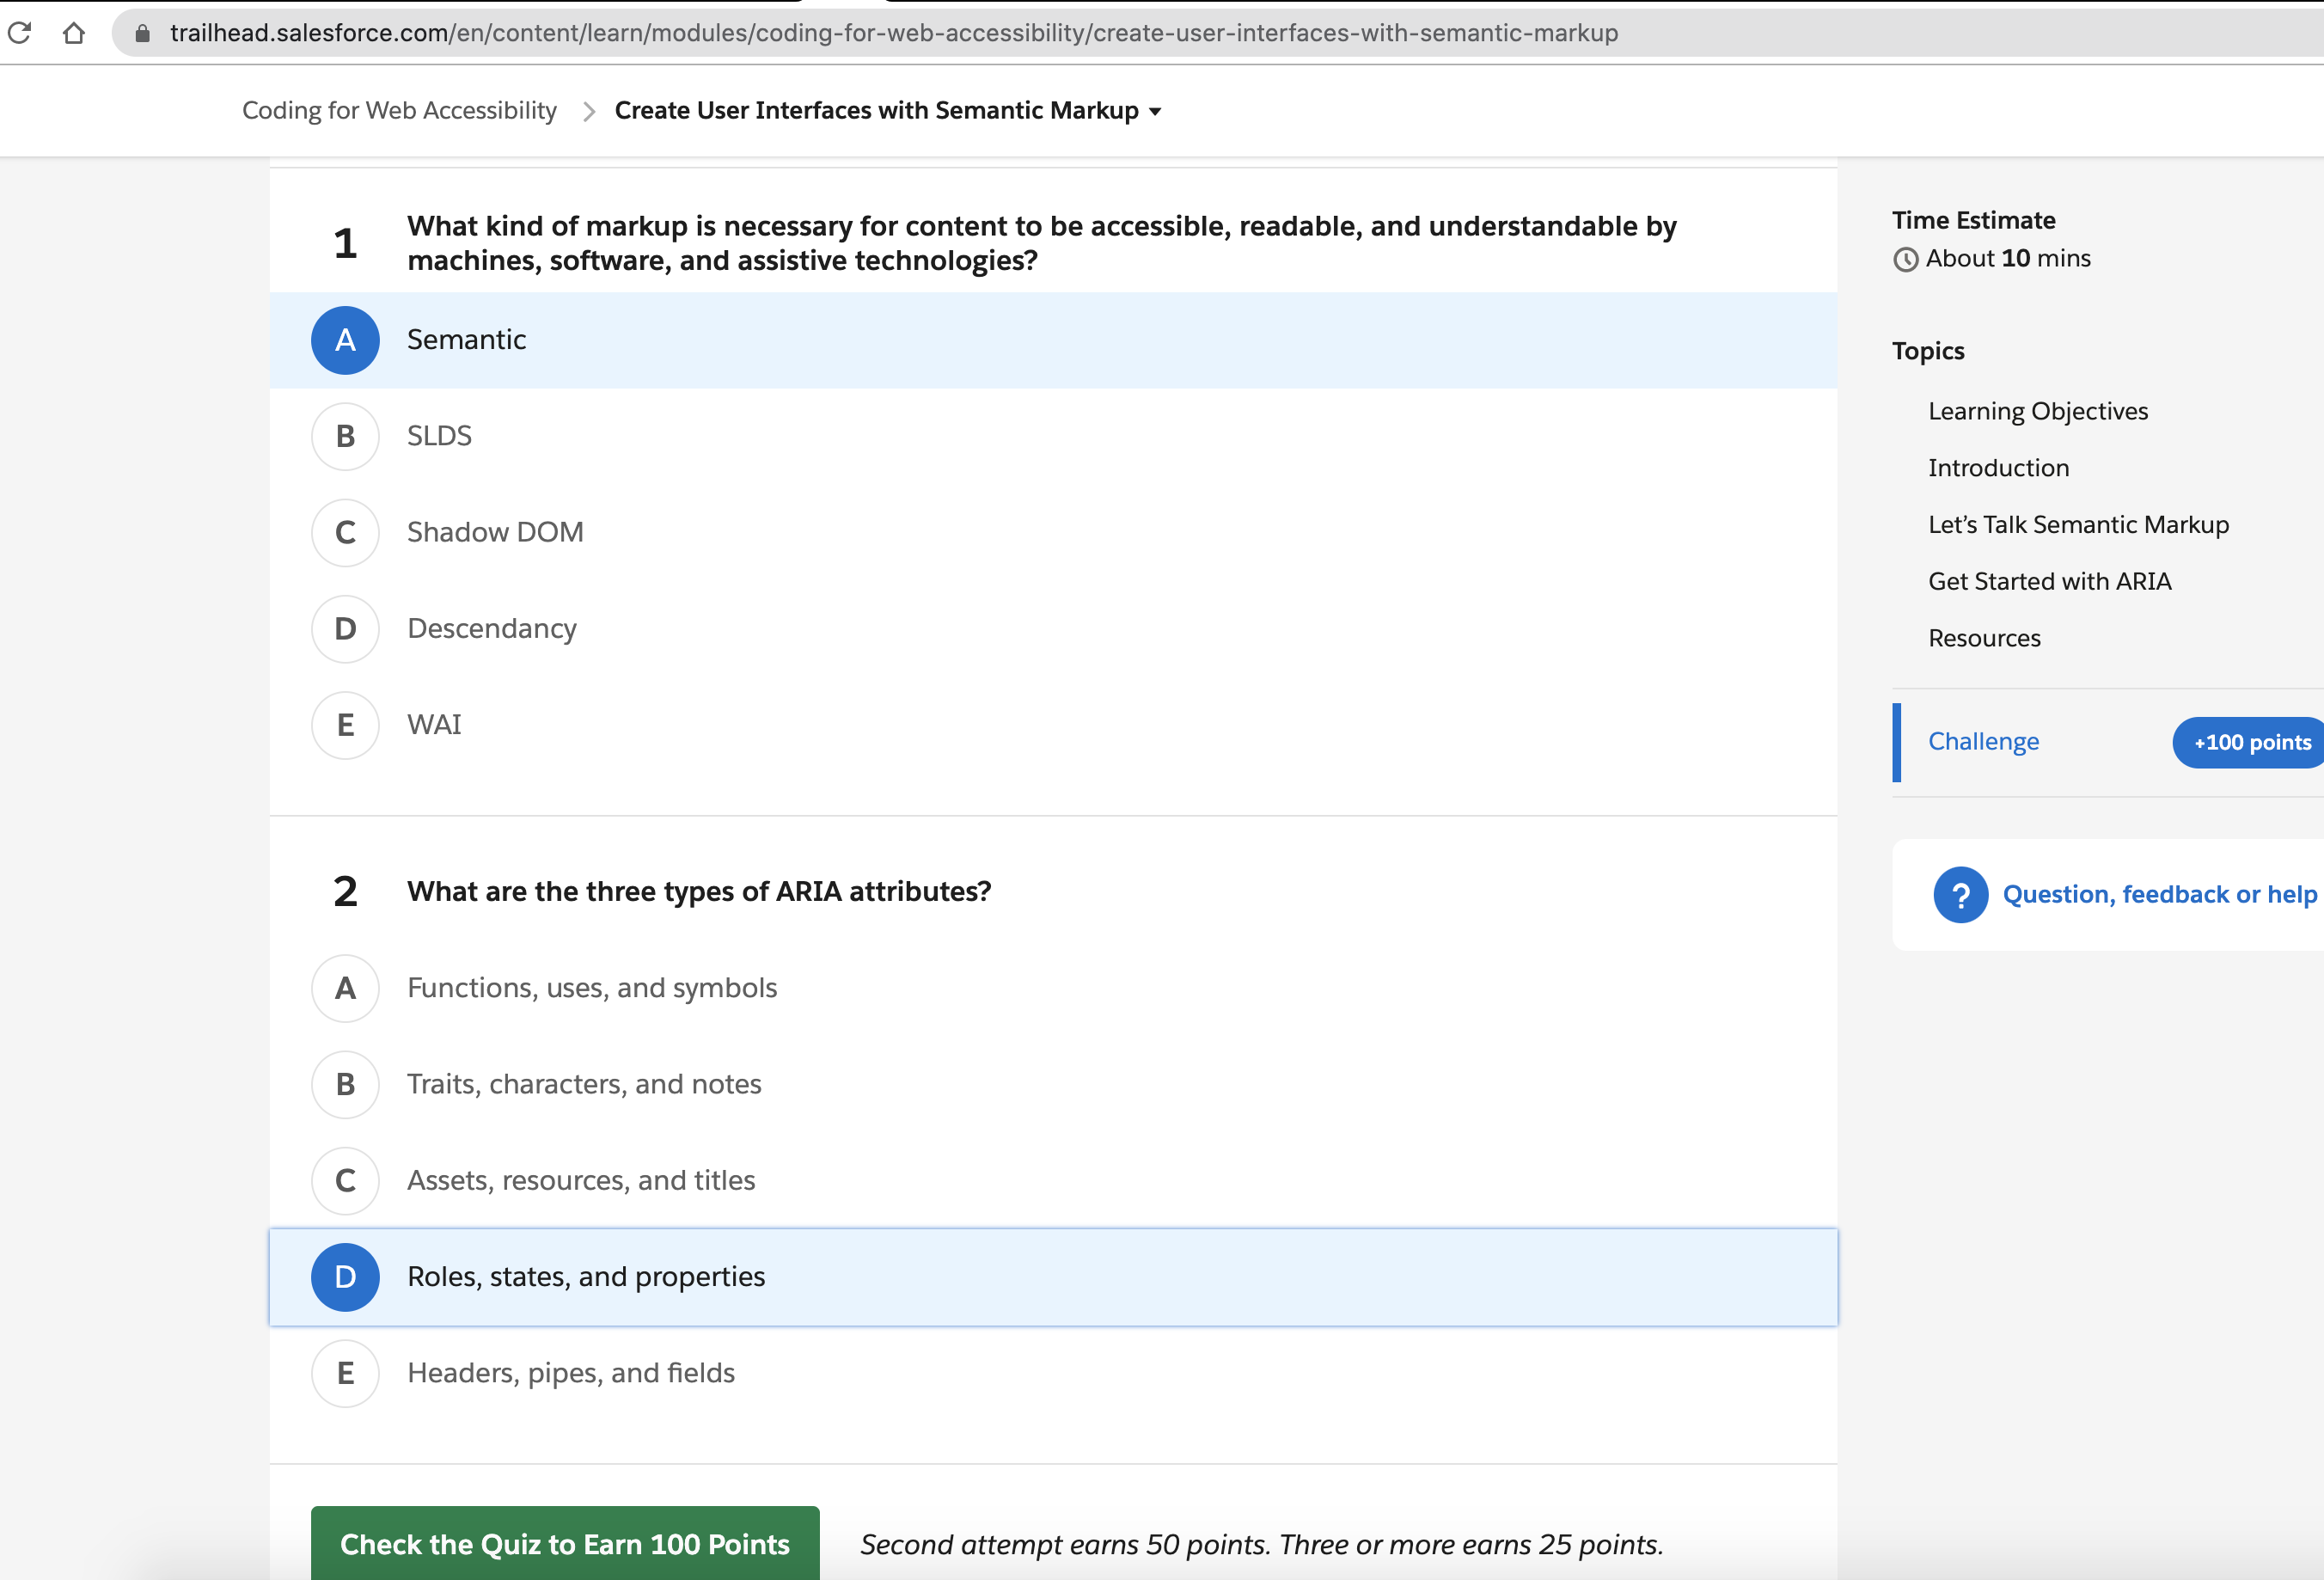 trailhead.salesforce.com/en/content/learn/modules/coding-for-web-accessibility/create-user-interfaces-with-semantic-markup
Coding for Web Accessibility > Create User Interfaces with Semantic Markup
1
What kind of markup is necessary for content to be accessible, readable, and understandable by
machines, software, and assistive technologies?
A Semantic
B SLDS
C Shadow DOM
D Descendancy
E WAI
2 What are the three types of ARIA attributes?
A Functions, uses, and symbols
B Traits, characters, and notes
C Assets, resources, and titles
D Roles, states, and properties
E Headers, pipes, and fields
Check the Quiz to Earn 100 Points
Second attempt earns 50 points. Three or more earns 25 points.
Time Estimate
About 10 mins
Topics
Learning Objectives
Introduction
Let’s Talk Semantic Markup
Get Started with ARIA
Resources
Challenge +100 points
? Question, feedback or help